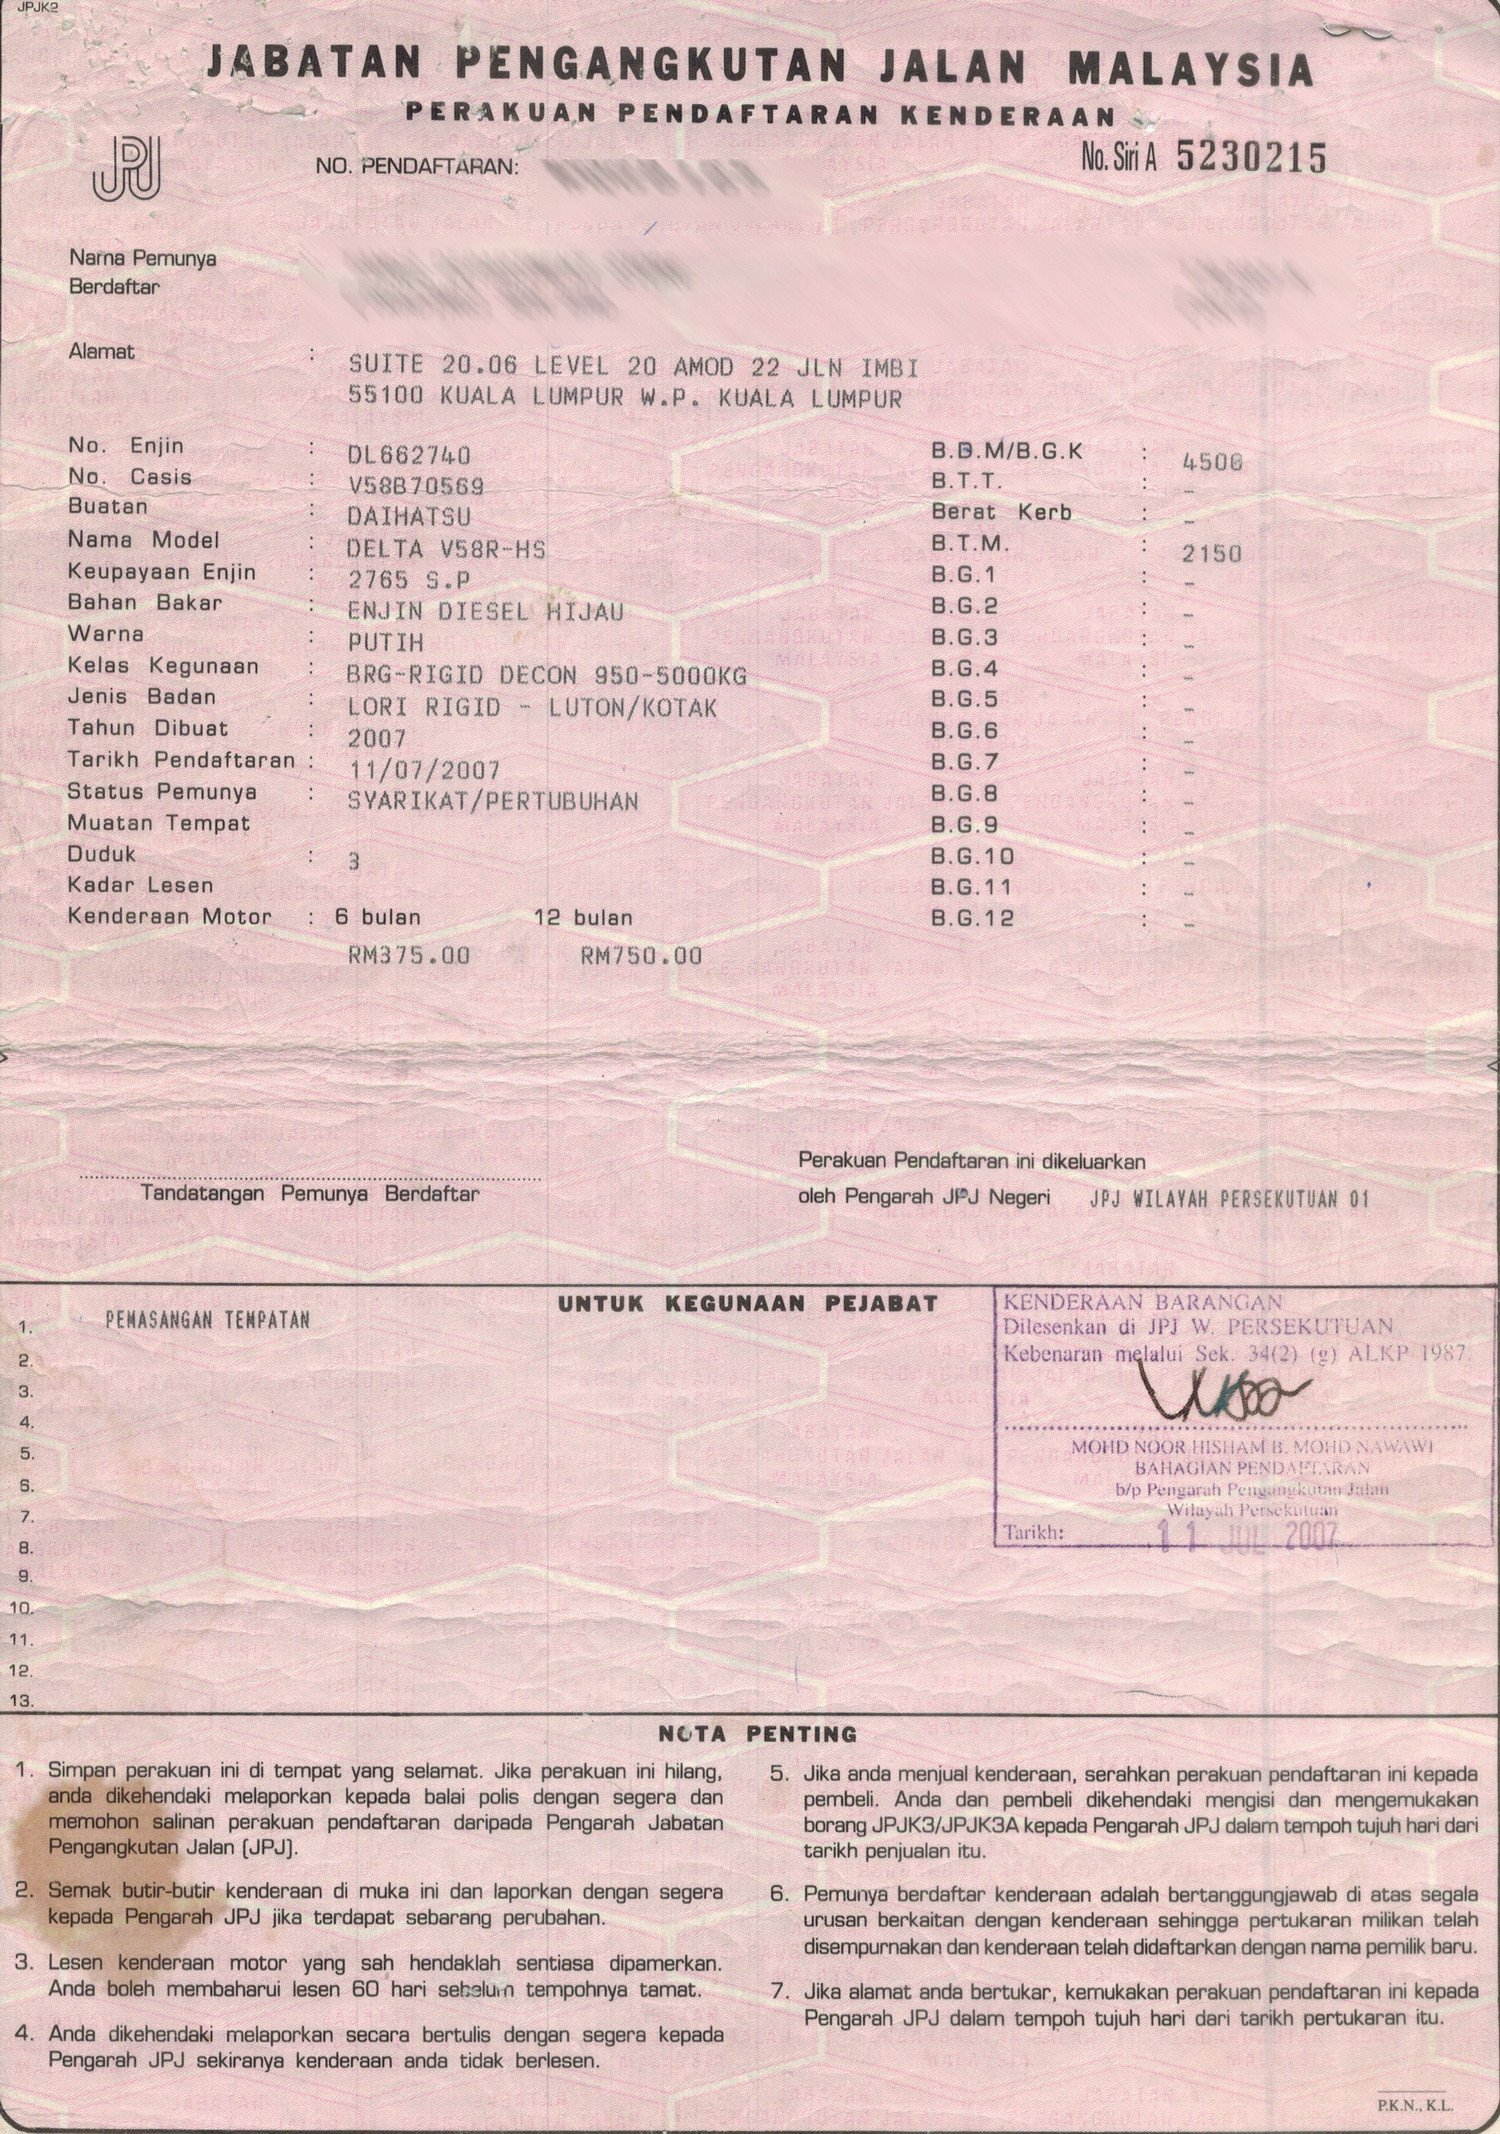 JPJK2
JABATAN PENGANGKUTAN JALAN MALAYSIA
PERAKUAN PENDAFTARAN KENDERAAN
JPJ
NO. PENDAFTARAN:
No. Siri A 5230215
Nama Pemunya
Berdaftar
Alamat : SUITE 20.06 LEVEL 20 AMOD 22 JLN IMBI
55100 KUALA LUMPUR W.P. KUALA LUMPUR
No. Enjin : DL662740
No. Casis : V58B70569
Buatan : DAIHATSU
Nama Model : DELTA V58R-HS
Keupayaan Enjin : 2765 S.P
Bahan Bakar : ENJIN DIESEL HIJAU
Warna : PUTIH
Kelas Kegunaan : BRG-RIGID DECON 950-5000KG
Jenis Badan : LORI RIGID - LUTON/KOTAK
Tahun Dibuat : 2007
Tarikh Pendaftaran : 11/07/2007
Status Pemunya : SYARIKAT/PERTUBUHAN
Muatan Tempat
Duduk : 3
Kadar Lesen
Kenderaan Motor : 6 bulan 12 bulan
RM375.00 RM750.00
B.D.M/B.G.K : 4500
B.T.T. : -
Berat Kerb : -
B.T.M. : 2150
B.G.1 : -
B.G.2 : -
B.G.3 : -
B.G.4 : -
B.G.5 : -
B.G.6 : -
B.G.7 : -
B.G.8 : -
B.G.9 : -
B.G.10 : -
B.G.11 : -
B.G.12 : -
Tandatangan Pemunya Berdaftar
Perakuan Pendaftaran ini dikeluarkan
oleh Pengarah JPJ Negeri JPJ WILAYAH PERSEKUTUAN 01
UNTUK KEGUNAAN PEJABAT
1. PEMASANGAN TEMPATAN
2.
3.
4.
5.
6.
7.
8.
9.
10.
11.
12.
13.
KENDERAAN BARANGAN
Dilesenkan di JPJ W. PERSEKUTUAN
Kebenaran melalui Sek. 34(2) (g) ALKP 1987
MOHD NOOR HISHAM B. MOHD NAWAWI
BAHAGIAN PENDAFTARAN
b/p Pengarah Pengangkutan Jalan
Wilayah Persekutuan
Tarikh: 11 JUL 2007
NOTA PENTING
1. Simpan perakuan ini di tempat yang selamat. Jika perakuan ini hilang,
anda dikehendaki melaporkan kepada balai polis dengan segera dan
memohon salinan perakuan pendaftaran daripada Pengarah Jabatan
Pengangkutan Jalan (JPJ).
2. Semak butir-butir kenderaan di muka ini dan laporkan dengan segera
kepada Pengarah JPJ jika terdapat sebarang perubahan.
3. Lesen kenderaan motor yang sah hendaklah sentiasa dipamerkan.
Anda boleh membaharui lesen 60 hari sebelum tempohnya tamat.
4. Anda dikehendaki melaporkan secara bertulis dengan segera kepada
Pengarah JPJ sekiranya kenderaan anda tidak berlesen.
5. Jika anda menjual kenderaan, serahkan perakuan pendaftaran ini kepada
pembeli. Anda dan pembeli dikehendaki mengisi dan mengemukakan
borang JPJK3/JPJK3A kepada Pengarah JPJ dalam tempoh tujuh hari dari
tarikh penjualan itu.
6. Pemunya berdaftar kenderaan adalah bertanggungjawab di atas segala
urusan berkaitan dengan kenderaan sehingga pertukaran milikan telah
disempurnakan dan kenderaan telah didaftarkan dengan nama pemilik baru.
7. Jika alamat anda bertukar, kemukakan perakuan pendaftaran ini kepada
Pengarah JPJ dalam tempoh tujuh hari dari tarikh pertukaran itu.
P.K.N., K.L.